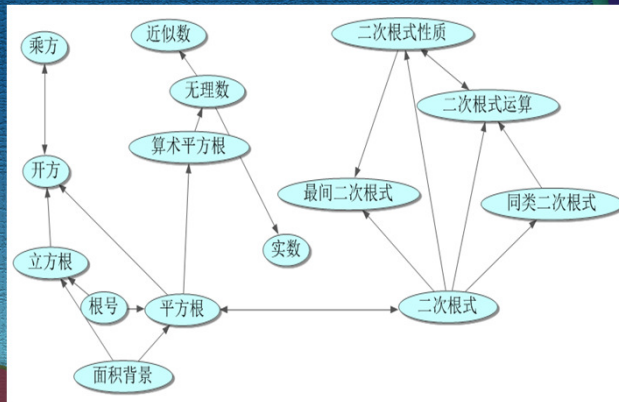 近似数
二次根式性质
乘方
无理数
二次根式运算
算术平方根
开方
最间二次根式
同类二次根式
实数
立方根
根号
平方根
二次根式
面积背景